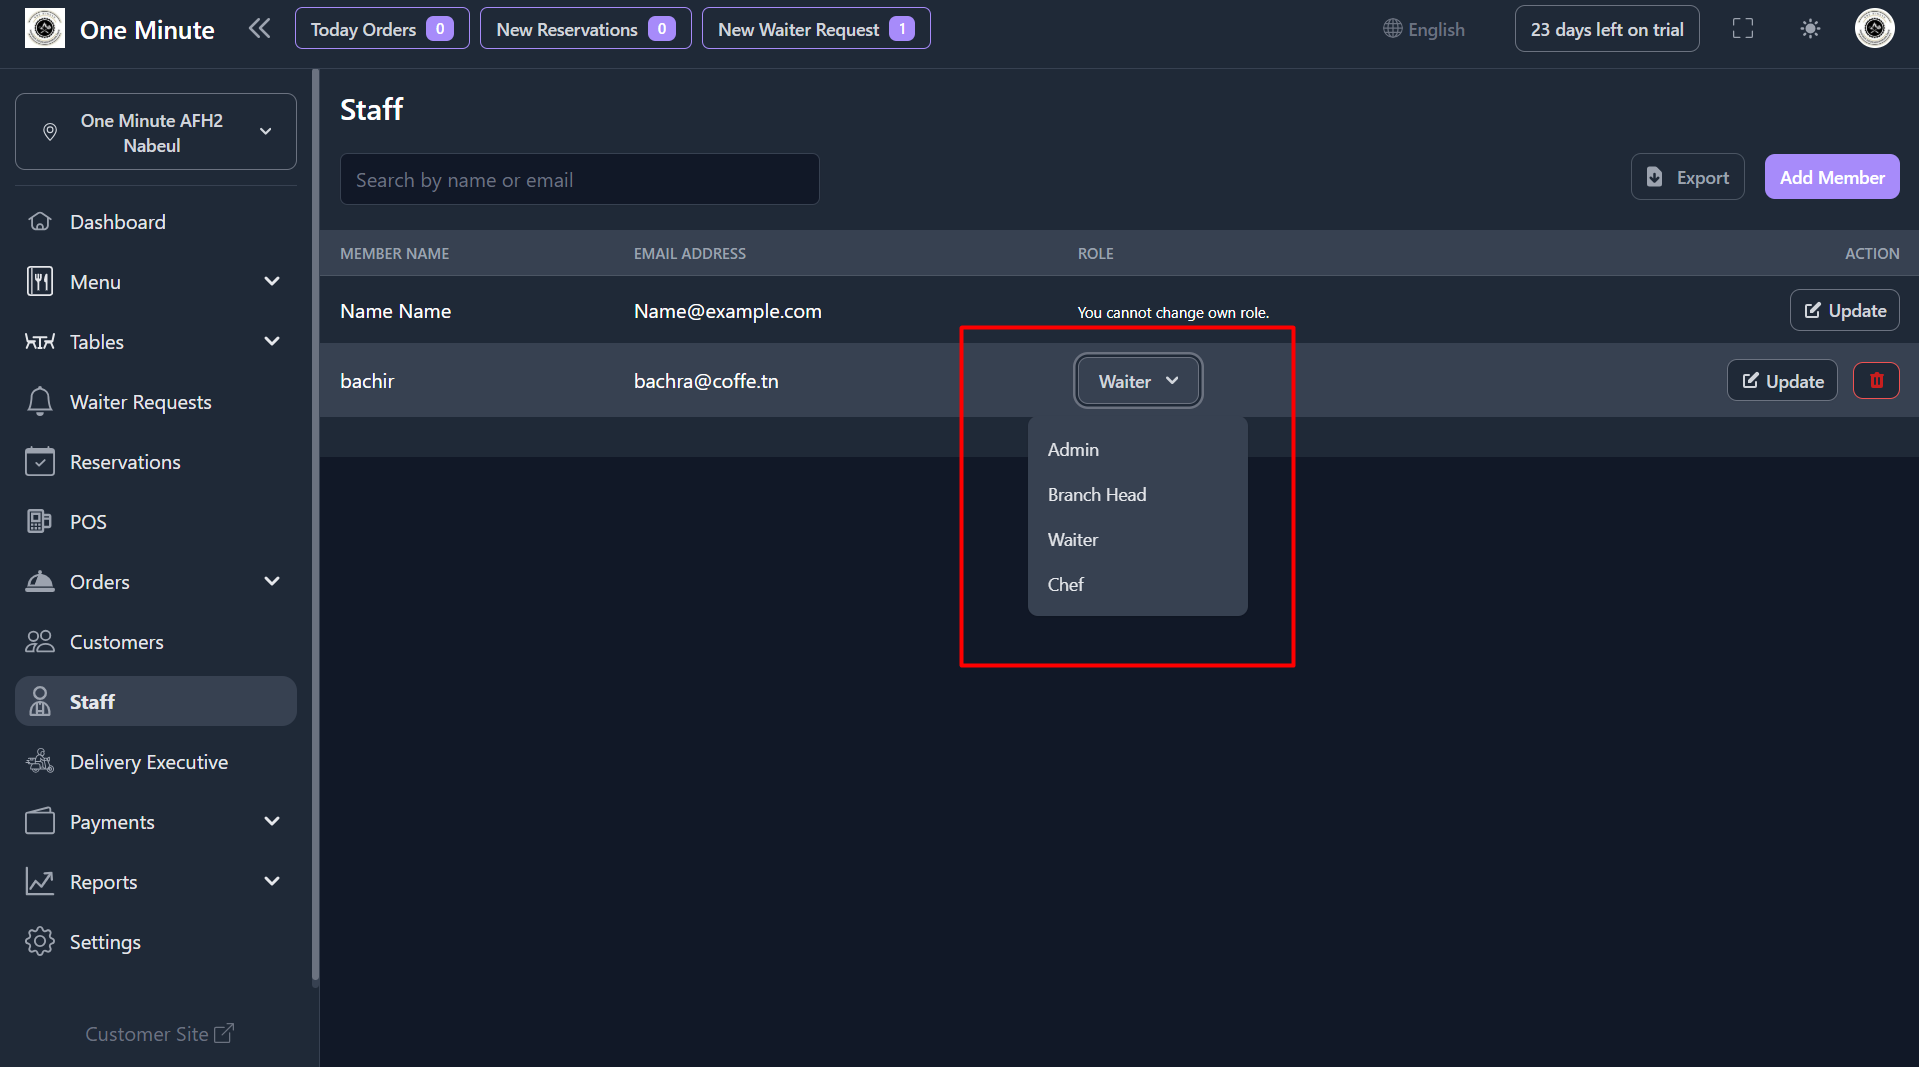 One Minute
Today Orders 0
New Reservations 0
New Waiter Request 1
English
23 days left on trial
One Minute AFH2
Nabeul
Dashboard
Menu
Tables
Waiter Requests
Reservations
POS
Orders
Customers
Staff
Delivery Executive
Payments
Reports
Settings
Customer Site
Staff
Search by name or email
Export
Add Member
MEMBER NAME EMAIL ADDRESS ROLE ACTION
Name Name Name@example.com You cannot change own role. Update
bachir bachra@coffe.tn Waiter Update
Admin
Branch Head
Waiter
Chef